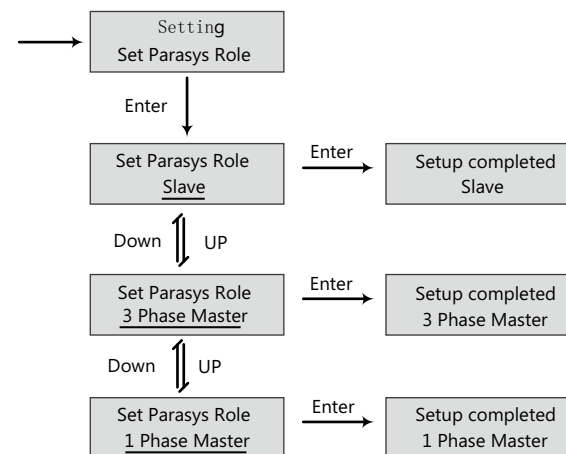 Setting
Set Parasys Role
Enter
Set Parasys Role
Slave
Enter
Setup completed
Slave
Down
UP
Set Parasys Role
3 Phase Master
Enter
Setup completed
3 Phase Master
Down
UP
Set Parasys Role
1 Phase Master
Enter
Setup completed
1 Phase Master